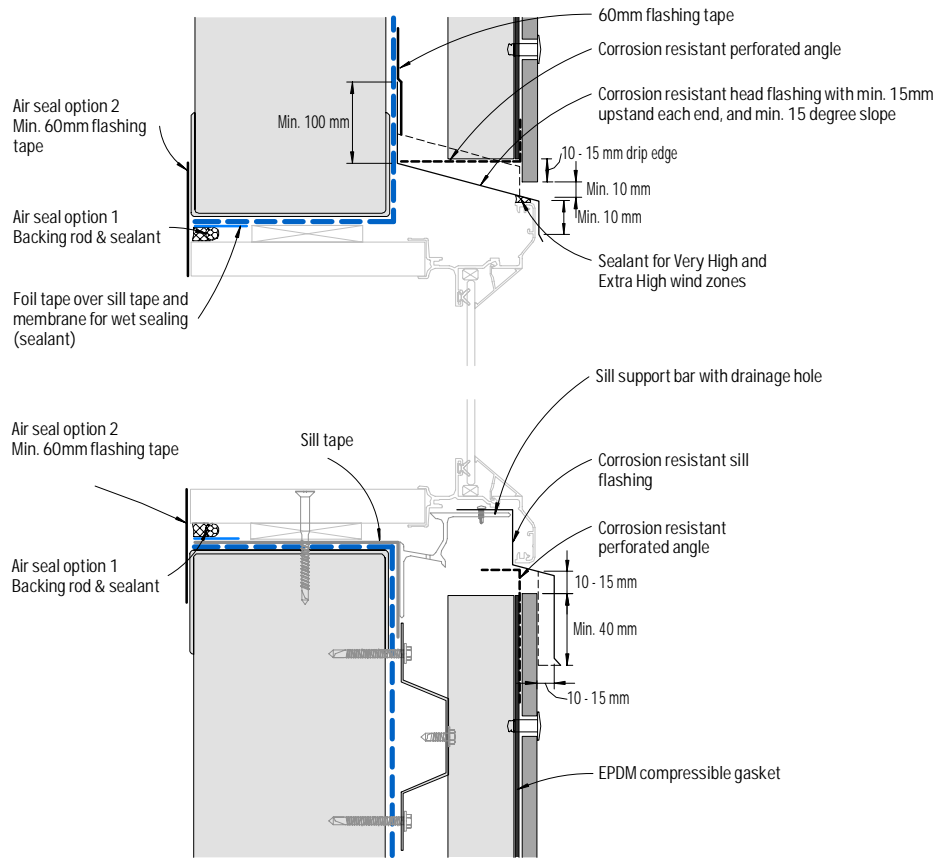 60mm flashing tape
Corrosion resistant perforated angle
Corrosion resistant head flashing with min. 15mm
upstand each end, and min. 15 degree slope
Air seal option 2
Min. 60mm flashing
tape
Min. 100 mm
10 - 15 mm drip edge
Min. 10 mm
Min. 10 mm
Air seal option 1
Backing rod & sealant
Sealant for Very High and
Extra High wind zones
Foil tape over sill tape and
membrane for wet sealing
(sealant)
Sill support bar with drainage hole
Air seal option 2
Min. 60mm flashing tape
Sill tape
Corrosion resistant sill
flashing
Corrosion resistant
perforated angle
Air seal option 1
Backing rod & sealant
10 - 15 mm
Min. 40 mm
10 - 15 mm
EPDM compressible gasket